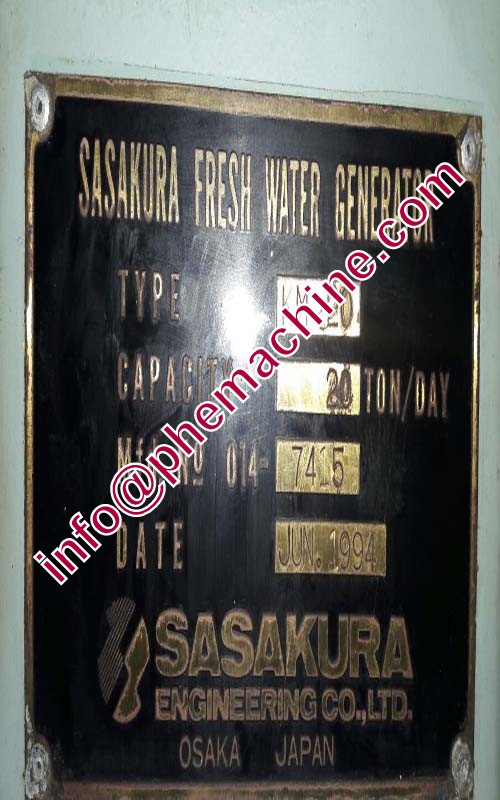 SASAKURA FRESH WATER GENERATOR
TYPE
CAPACITY 20 TON/DAY
Mfg. No 014- 7415
DATE JUN. 1994
SASAKURA
ENGINEERING CO.,LTD.
OSAKA JAPAN
info@phemachine.com